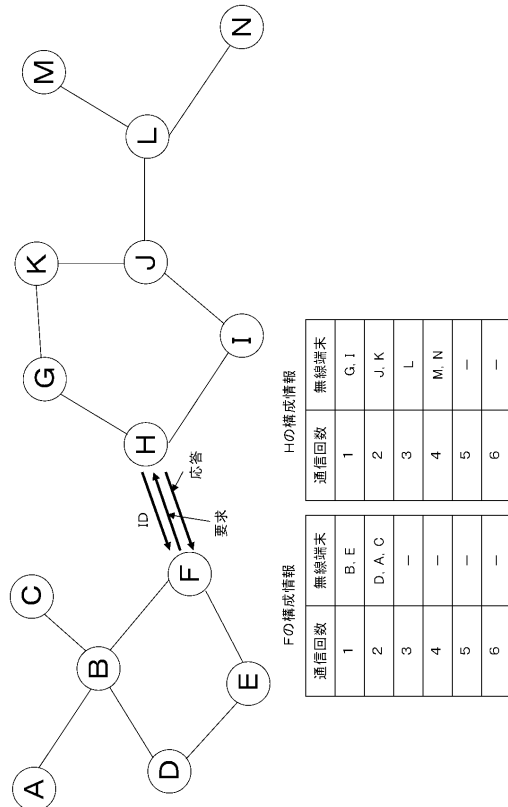 A
B
C
D
E
F
ID
要求
応答
H
G
K
I
J
L
M
N
Fの構成情報
通信回数 無線端末
1 B, E
2 D, A, C
3 —
4 —
5 —
6 —
Hの構成情報
通信回数 無線端末
1 G, I
2 J, K
3 L
4 M, N
5 —
6 —